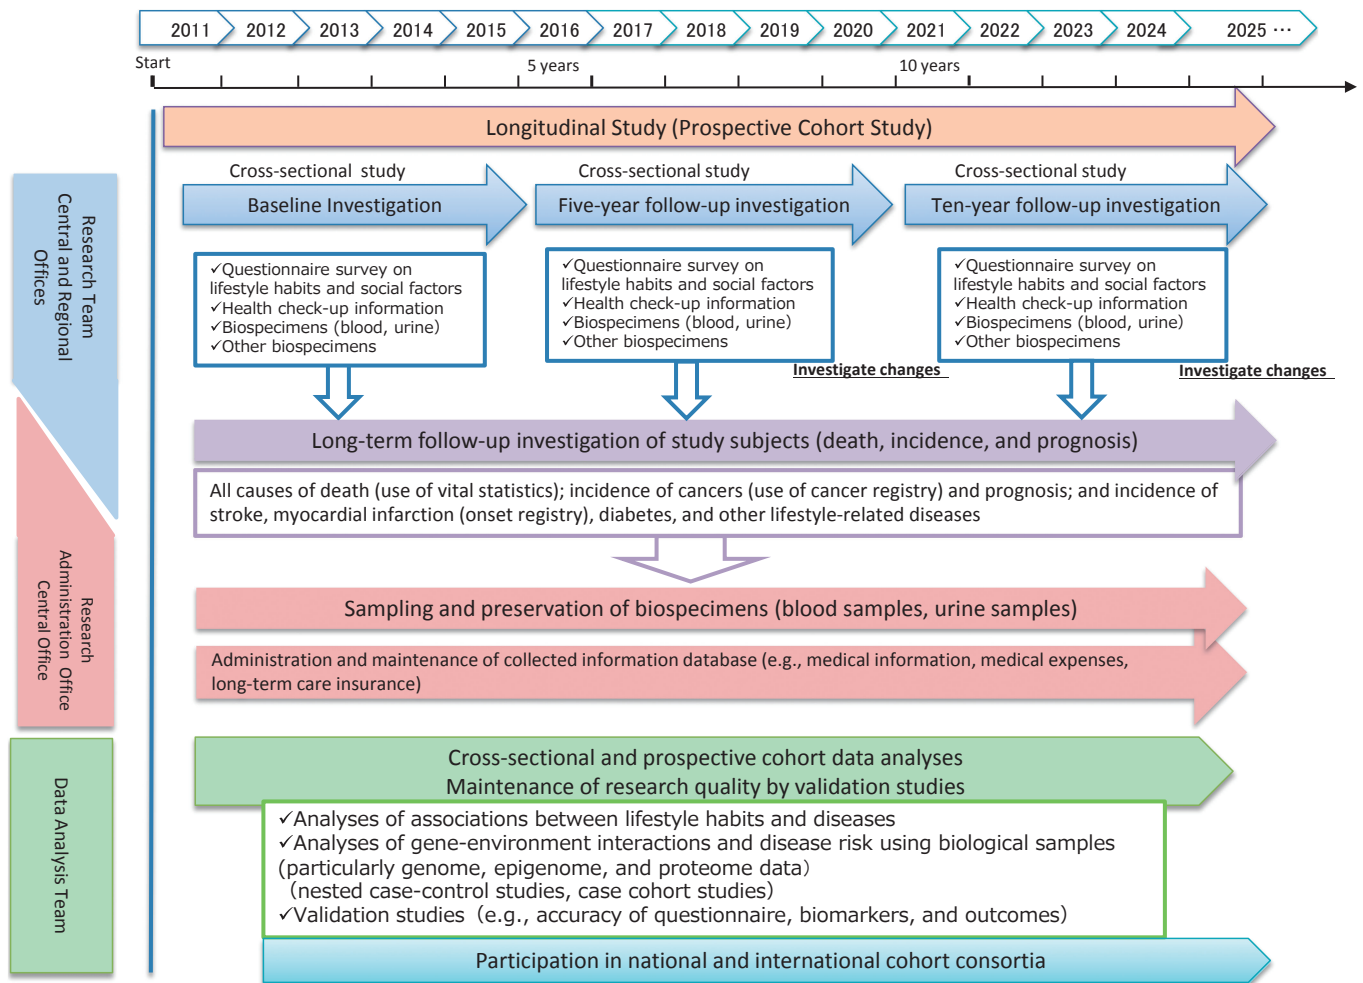 2011 2012 2013 2014 2015 2016 2017 2018 2019 2020 2021 2022 2023 2024 2025 ⋯
Start 5 years 10 years
Longitudinal Study (Prospective Cohort Study)
Cross-sectional study
Baseline Investigation
Cross-sectional study
Five-year follow-up investigation
Cross-sectional study
Ten-year follow-up investigation
Research Team
Central and Regional
Offices
✓Questionnaire survey on
lifestyle habits and social factors
✓Health check-up information
✓Biospecimens (blood, urine)
✓Other biospecimens
✓Questionnaire survey on
lifestyle habits and social factors
✓Health check-up information
✓Biospecimens (blood, urine)
✓Other biospecimens
Investigate changes
✓Questionnaire survey on
lifestyle habits and social factors
✓Health check-up information
✓Biospecimens (blood, urine)
✓Other biospecimens
Investigate changes
Long-term follow-up investigation of study subjects (death, incidence, and prognosis)
All causes of death (use of vital statistics); incidence of cancers (use of cancer registry) and prognosis; and incidence of
stroke, myocardial infarction (onset registry), diabetes, and other lifestyle-related diseases
Research
Administration Office
Central Office
Sampling and preservation of biospecimens (blood samples, urine samples)
Administration and maintenance of collected information database (e.g., medical information, medical expenses,
long-term care insurance)
Data Analysis Team
Cross-sectional and prospective cohort data analyses
Maintenance of research quality by validation studies
✓Analyses of associations between lifestyle habits and diseases
✓Analyses of gene-environment interactions and disease risk using biological samples
(particularly genome, epigenome, and proteome data)
(nested case-control studies, case cohort studies)
✓Validation studies (e.g., accuracy of questionnaire, biomarkers, and outcomes)
Participation in national and international cohort consortia